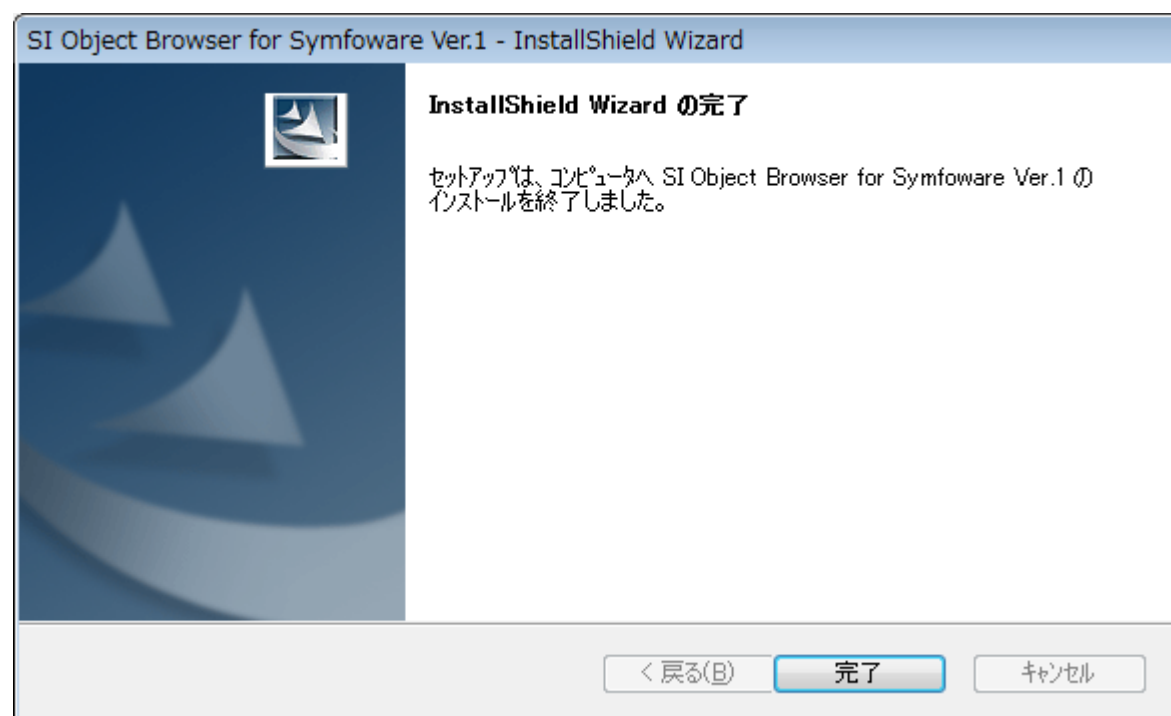 SI Object Browser for Symfoware Ver.1 - InstallShield Wizard
InstallShield Wizard の完了
セットアップは、コンピュータへ SI Object Browser for Symfoware Ver.1 の
インストールを終了しました。
< 戻る(B)
完了
キャンセル